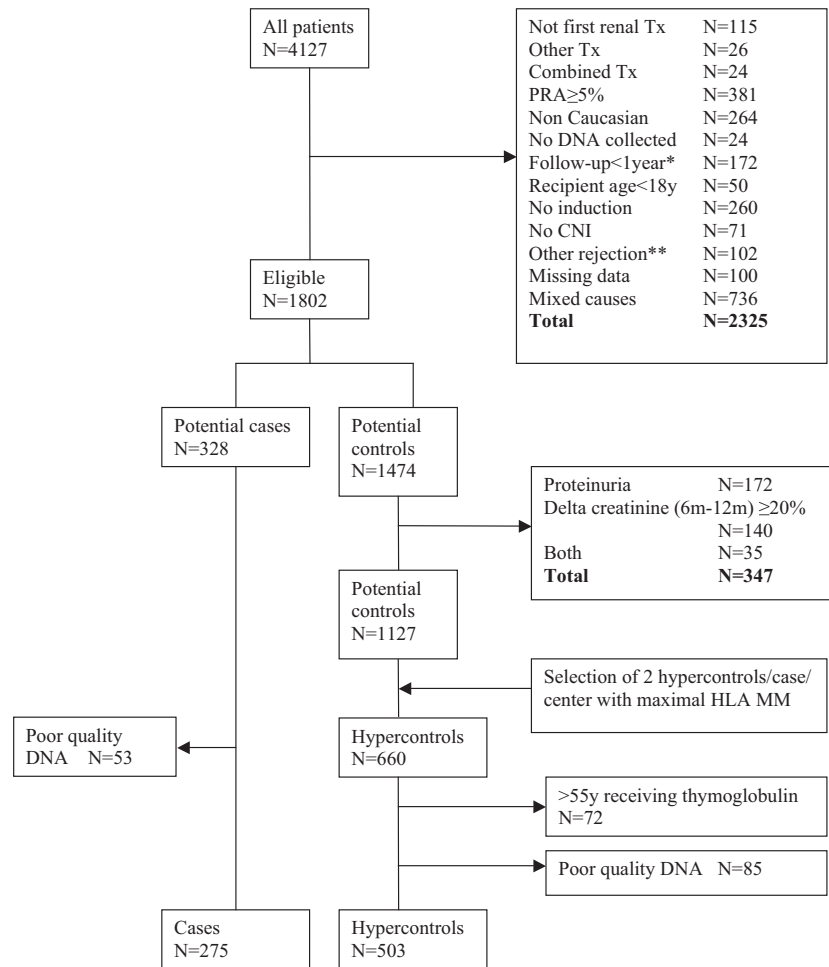 All patients
N=4127
Not first renal Tx N=115
Other Tx N=26
Combined Tx N=24
PRA≥5% N=381
Non Caucasian N=264
No DNA collected N=24
Follow-up<1year* N=172
Recipient age<18y N=50
No induction N=260
No CNI N=71
Other rejection** N=102
Missing data N=100
Mixed causes N=736
Total N=2325
Eligible
N=1802
Potential cases
N=328
Potential
controls
N=1474
Proteinuria N=172
Delta creatinine (6m-12m) ≥20%
N=140
Both N=35
Total N=347
Potential
controls
N=1127
Selection of 2 hypercontrols/case/
center with maximal HLA MM
Poor quality
DNA N=53
Hypercontrols
N=660
>55y receiving thymoglobulin
N=72
Poor quality DNA N=85
Cases
N=275
Hypercontrols
N=503